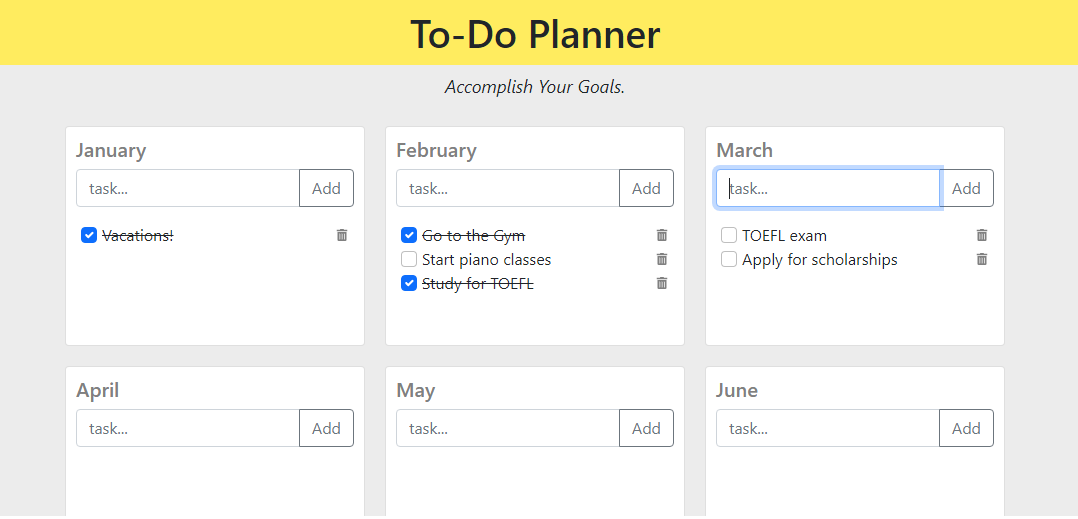 To-Do Planner
Accomplish Your Goals.
January
task...
Add
Vacations!
February
task...
Add
Go to the Gym
Start piano classes
Study for TOEFL
March
task...
Add
TOEFL exam
Apply for scholarships
April
task...
Add
May
task...
Add
June
task...
Add